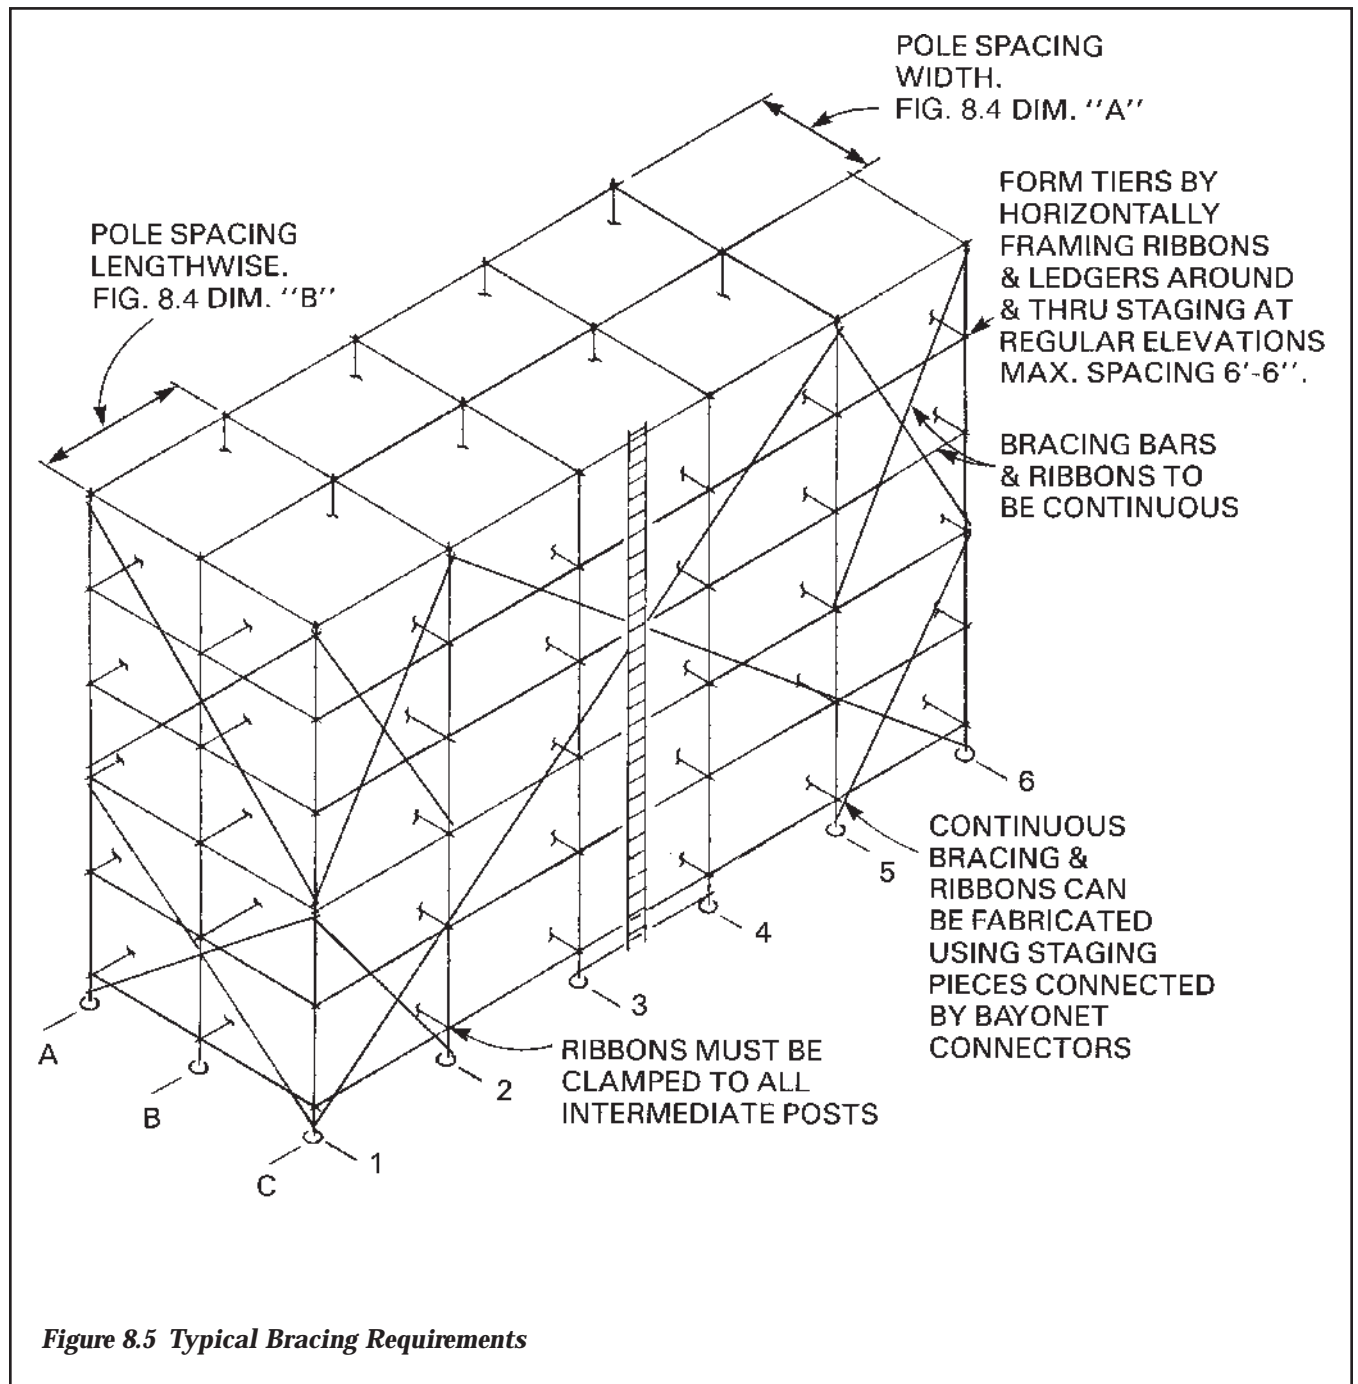 POLE SPACING
WIDTH.
FIG. 8.4 DIM. "A"
FORM TIERS BY
HORIZONTALLY
FRAMING RIBBONS
& LEDGERS AROUND
& THRU STAGING AT
REGULAR ELEVATIONS
MAX. SPACING 6'-6".
POLE SPACING
LENGTHWISE.
FIG. 8.4 DIM. "B"
BRACING BARS
& RIBBONS TO
BE CONTINUOUS
6
CONTINUOUS
BRACING &
RIBBONS CAN
BE FABRICATED
USING STAGING
PIECES CONNECTED
BY BAYONET
CONNECTORS
5
4
3
RIBBONS MUST BE
CLAMPED TO ALL
INTERMEDIATE POSTS
2
1
A
B
C
Figure 8.5 Typical Bracing Requirements